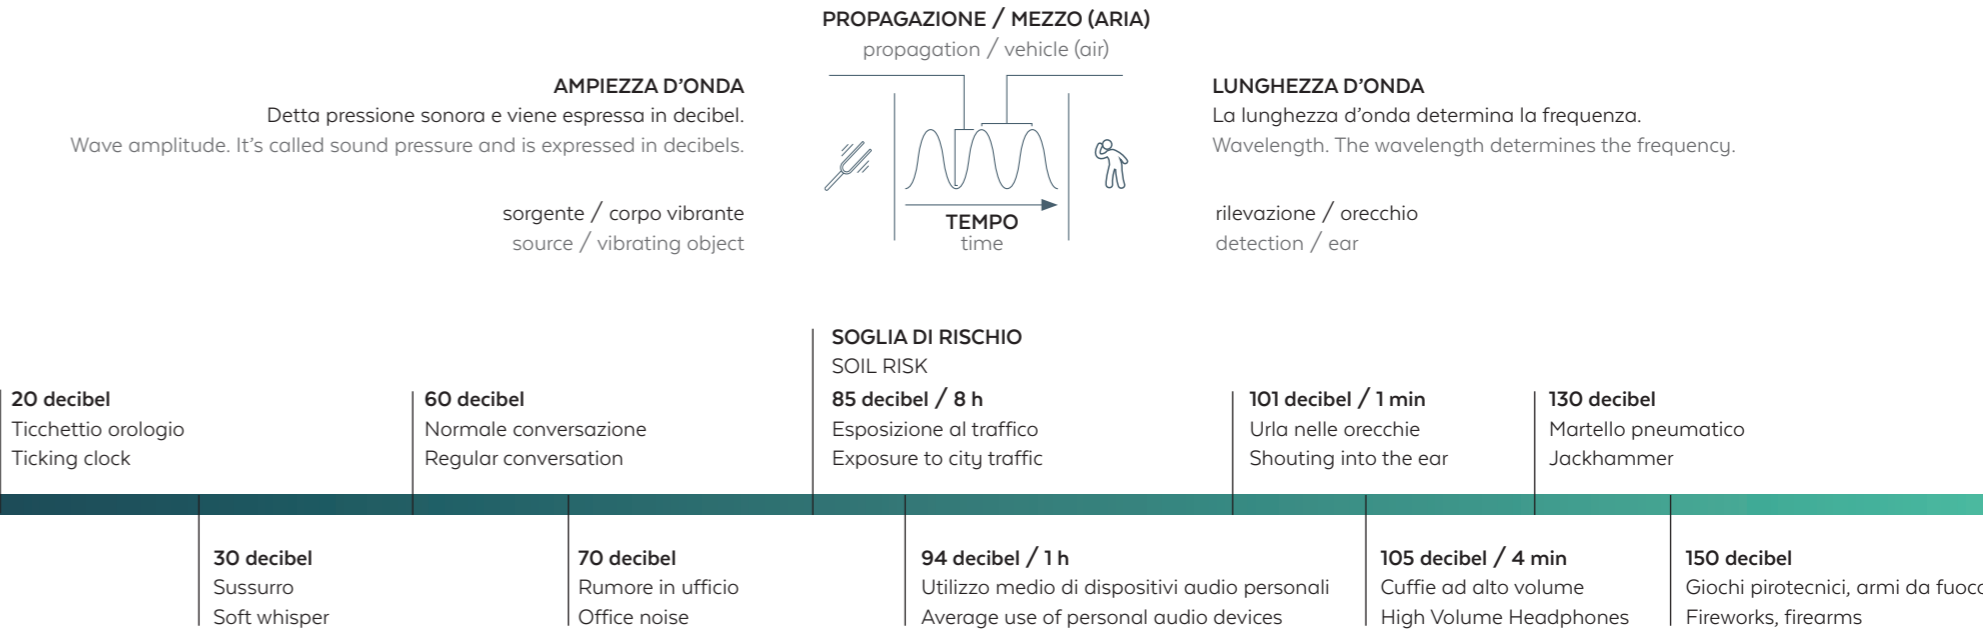 PROPAGAZIONE / MEZZO (ARIA)
propagation / vehicle (air)
AMPIEZZA D'ONDA
Detta pressione sonora e viene espressa in decibel.
Wave amplitude. It's called sound pressure and is expressed in decibels.
sorgente / corpo vibrante
source / vibrating object
TEMPO
time
LUNGHEZZA D'ONDA
La lunghezza d'onda determina la frequenza.
Wavelength. The wavelength determines the frequency.
rilevazione / orecchio
detection / ear
20 decibel
Ticchettio orologio
Ticking clock
60 decibel
Normale conversazione
Regular conversation
SOGLIA DI RISCHIO
SOIL RISK
85 decibel / 8 h
Esposizione al traffico
Exposure to city traffic
101 decibel / 1 min
Urla nelle orecchie
Shouting into the ear
130 decibel
Martello pneumatico
Jackhammer
30 decibel
Sussurro
Soft whisper
70 decibel
Rumore in ufficio
Office noise
94 decibel / 1 h
Utilizzo medio di dispositivi audio personali
Average use of personal audio devices
105 decibel / 4 min
Cuffie ad alto volume
High Volume Headphones
150 decibel
Giochi pirotecnici, armi da fuoco
Fireworks, firearms